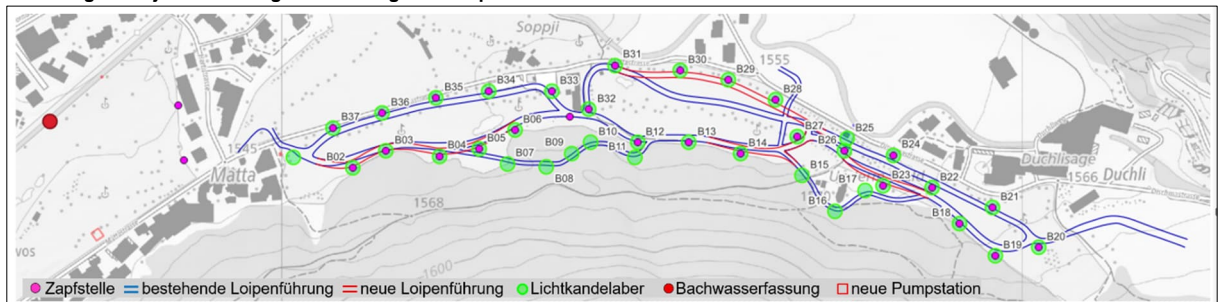 Soppji
B31
B30
B29
1555
B28
B35
B34
B33
B36
B32
B37
B06
B10
B12
B13
B27
B25
B26
B24
Duchlisage
B03
B05
B04
B09
B11
B14
1545
Matta
B02
B07
B08
B15
B17
B23
B22
1566 Duchli
B21
B16
1568
B18
B19
B20
vos
1600
Zapfstelle bestehende Loipenführung neue Loipenführung Lichtkandelaber Bachwasserfassung neue Pumpstation